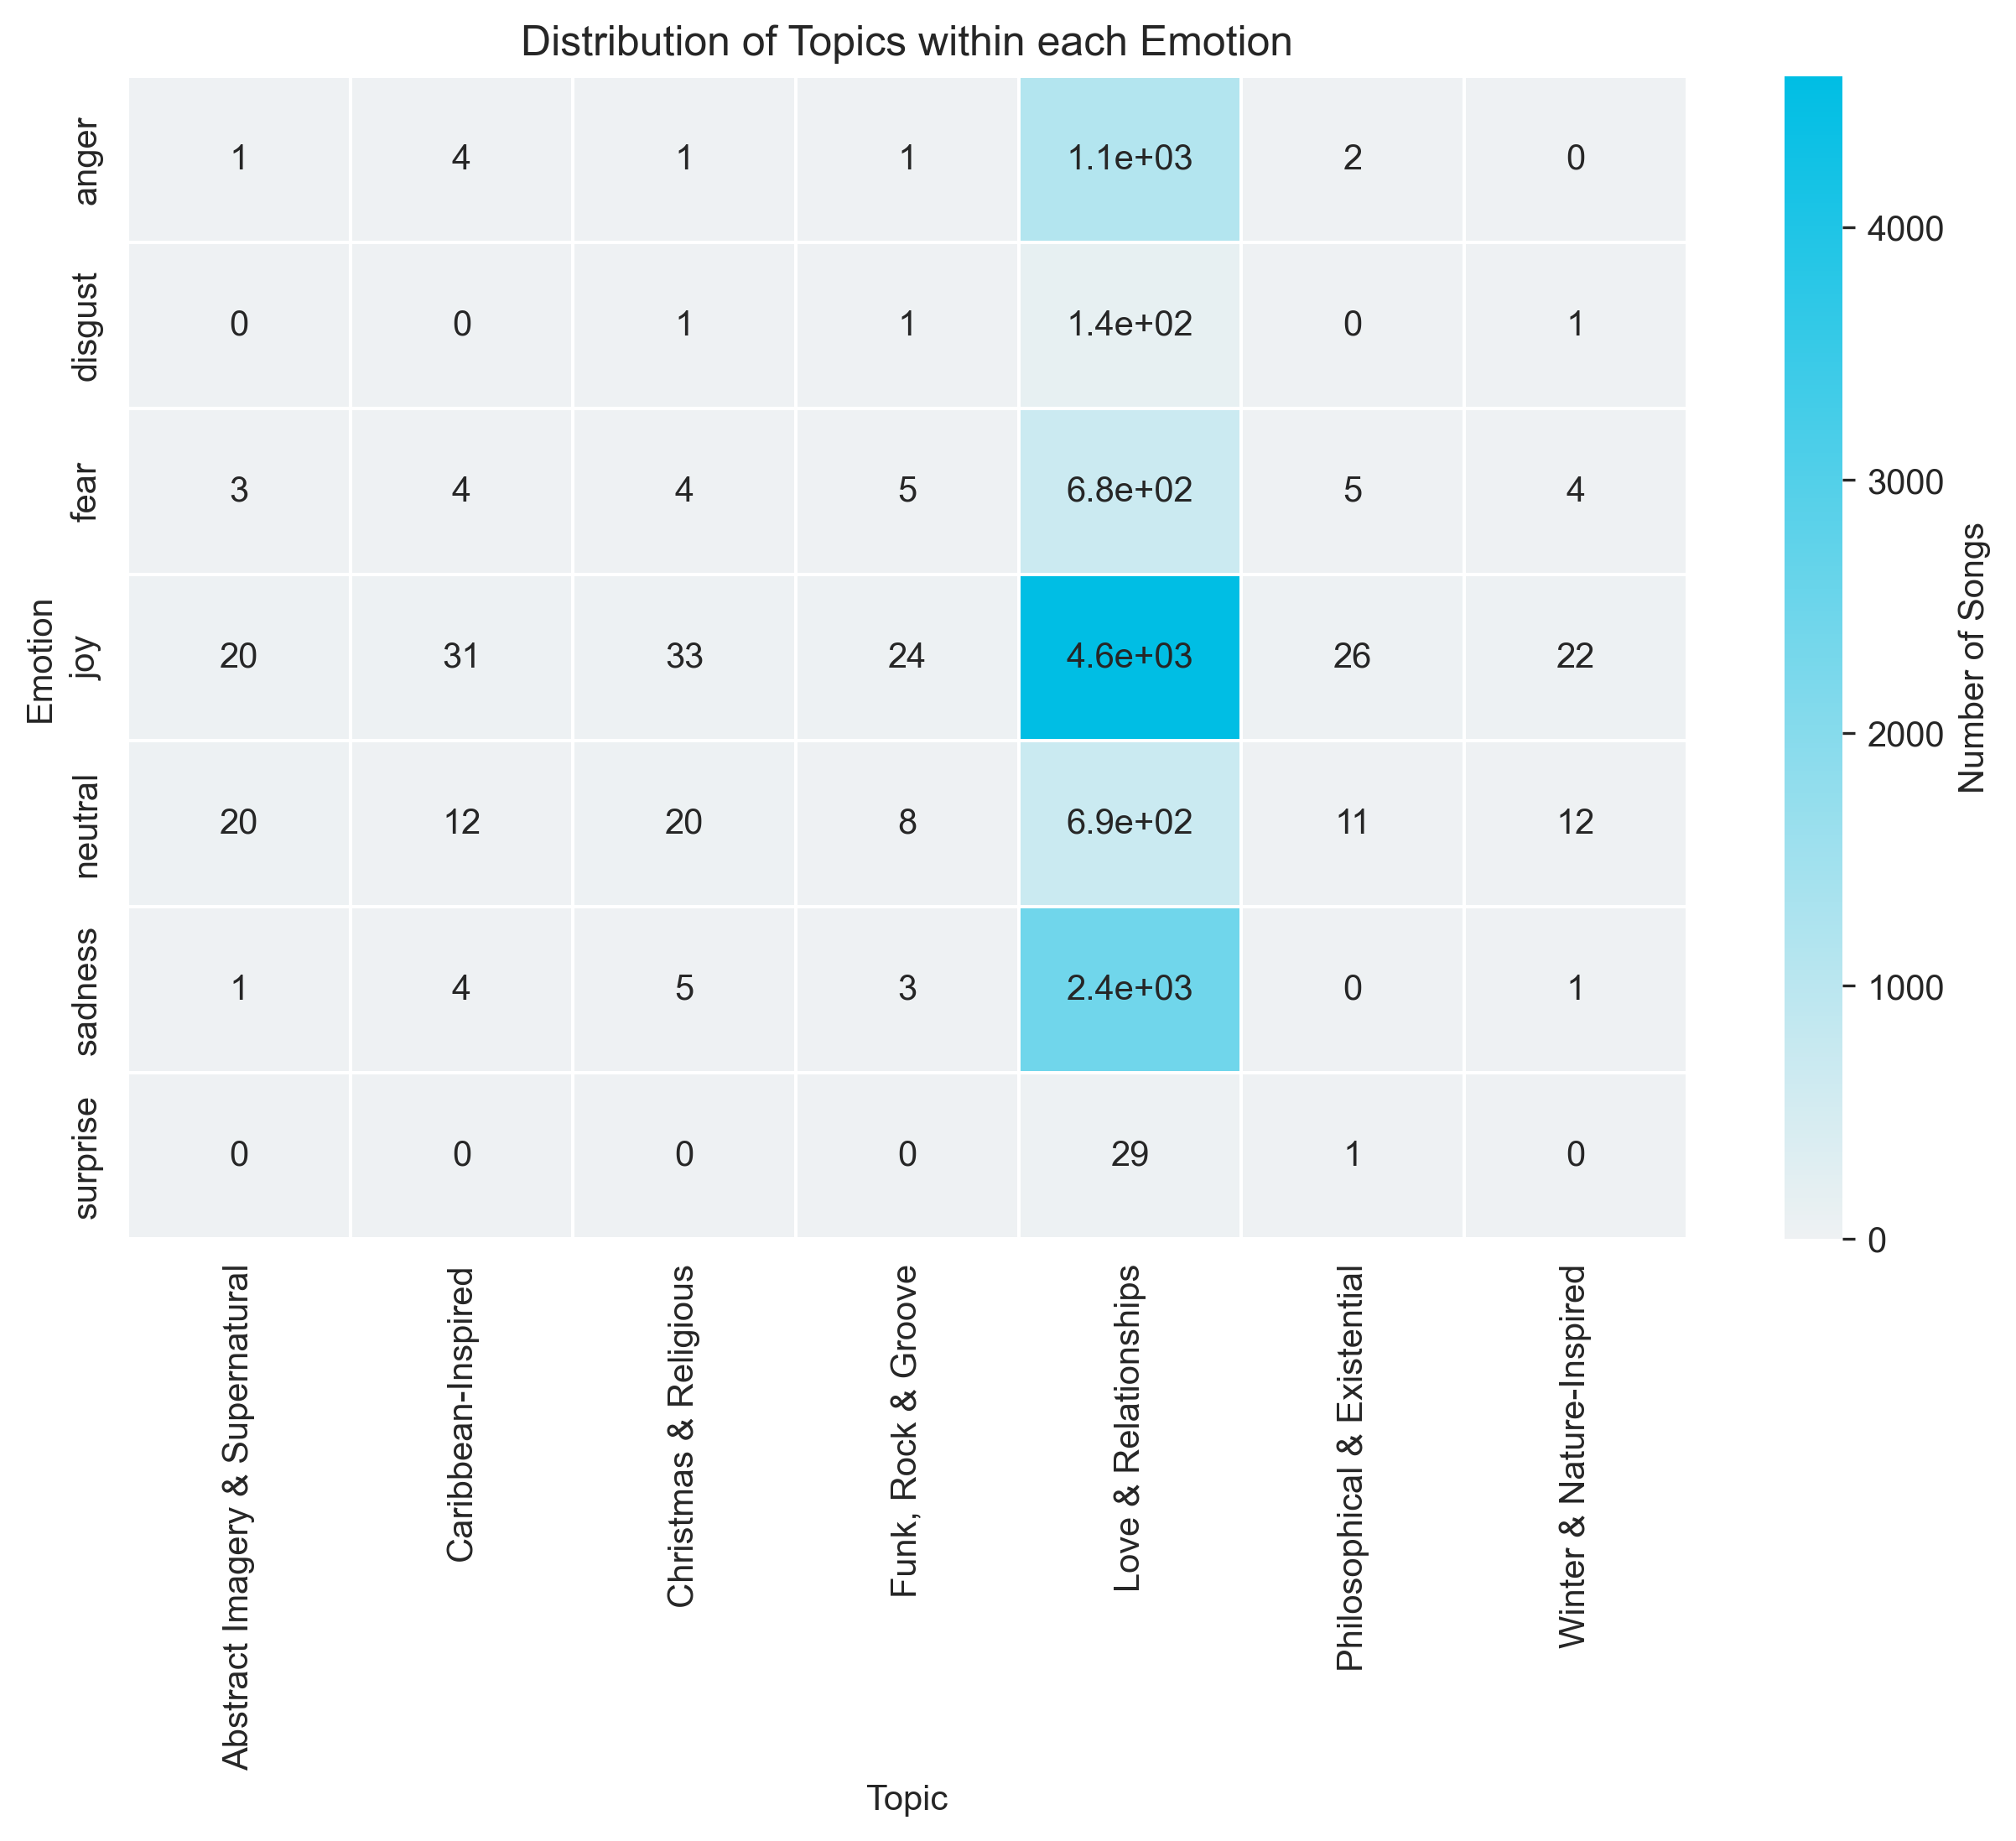 Distribution of Topics within each Emotion
Emotion
anger 1 4 1 1 1.1e+03 2 0
disgust 0 0 1 1 1.4e+02 0 1
fear 3 4 4 5 6.8e+02 5 4
joy 20 31 33 24 4.6e+03 26 22
neutral 20 12 20 8 6.9e+02 11 12
sadness 1 4 5 3 2.4e+03 0 1
surprise 0 0 0 0 29 1 0
Abstract Imagery & Supernatural
Caribbean-Inspired
Christmas & Religious
Funk, Rock & Groove
Love & Relationships
Philosophical & Existential
Winter & Nature-Inspired
Topic
4000
3000
2000
1000
0
Number of Songs